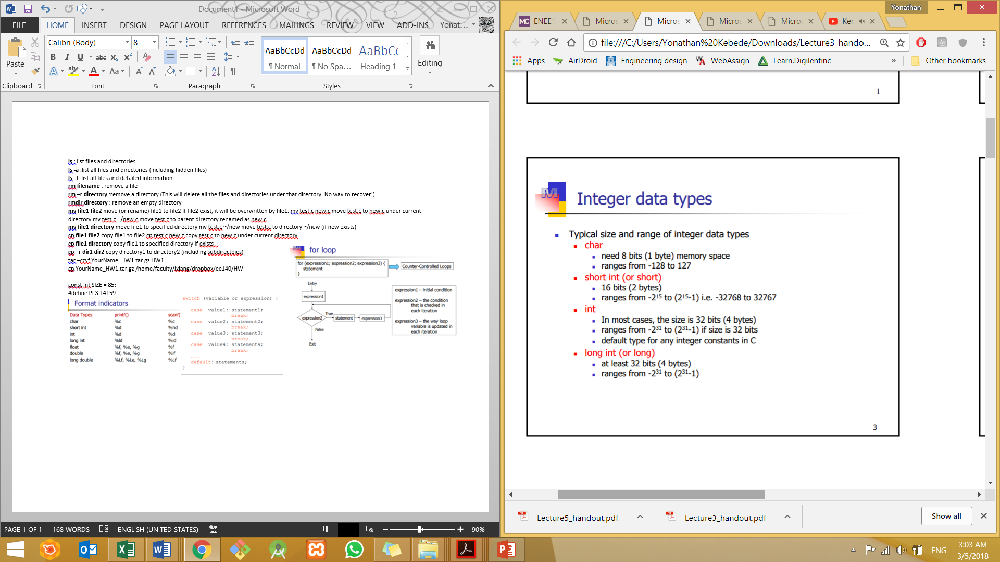 Document1 - Microsoft Word
FILE HOME INSERT DESIGN PAGE LAYOUT REFERENCES MAILINGS REVIEW VIEW ADD-INS Yonat...
Calibri (Body) 8
Paste
B I U abc x₂ x²
A ab A Aa A A
AaBbCcDd AaBbCcDd AaBbCc
¶ Normal ¶ No Spa... Heading 1
Editing
Clipboard Font Paragraph Styles
ls : list files and directories
ls -a :list all files and directories (including hidden files)
ls –l :list all files and detailed information
rm filename : remove a file
rm –r directory :remove a directory (This will delete all the files and directories under that directory. No way to recover!)
rmdir directory : remove an empty directory
mv file1 file2 move (or rename) file1 to file2 If file2 exist, it will be overwritten by file1. mv test.c new.c move test.c to new.c under current
directory mv test.c ../new.c move test.c to parent directory renamed as new.c
mv file1 directory move file1 to specified directory mv test.c ~/new move test.c to directory ~/new (if new exists)
cp file1 file2 copy file1 to file2 cp test.c new.c copy test.c to new.c under current directory
cp file1 directory copy file1 to specified directory if exists
cp –r dir1 dir2 copy directory1 to directory2 (including subdirectoies)
tar –czvf YourName_HW1.tar.gz HW1
cp YourName_HW1.tar.gz /home/faculty/lxiang/dropbox/ee140/HW
const int SIZE = 85;
#define PI 3.14159
Format indicators
Data Types printf() scanf(
char %c %c
short int %d %hd
int %d %d
long int %ld %ld
float %f, %e, %g %f
double %f, %e, %g %lf
long double %Lf, %Le, %Lg %Lf
switch (variable or expression) {
case value1: statement1;
break;
case value2: statement2;
break;
case value3: statement3;
break;
case value4: statement4;
break;
.....
default: statements;
}
M for loop
for (expression1; expression2; expression3) {
statement
}
Counter-Controlled Loops
Entry
expression1
expression2
True
statement
expression3
False
Exit
expression1 – initial condition
expression2 – the condition
that is checked in
each iteration
expression3 – the way loop
variable is updated in
each iteration
PAGE 1 OF 1 168 WORDS ENGLISH (UNITED STATES) 90%
Yonathan
MC ENEE1 Micros Micros Micros Micros Ker
file:///C:/Users/Yonathan%20Kebede/Downloads/Lecture3_hando...
Apps AirDroid Engineering design WebAssign Learn.Digilentinc » Other bookmarks
1
M Integer data types
Typical size and range of integer data types
char
need 8 bits (1 byte) memory space
ranges from -128 to 127
short int (or short)
16 bits (2 bytes)
ranges from -2¹⁵ to (2¹⁵-1) i.e. -32768 to 32767
int
In most cases, the size is 32 bits (4 bytes)
ranges from -2³¹ to (2³¹-1) if size is 32 bits
default type for any integer constants in C
long int (or long)
at least 32 bits (4 bytes)
ranges from -2³¹ to (2³¹-1)
3
Lecture5_handout.pdf Lecture3_handout.pdf Show all
ENG
3:03 AM
3/5/2018